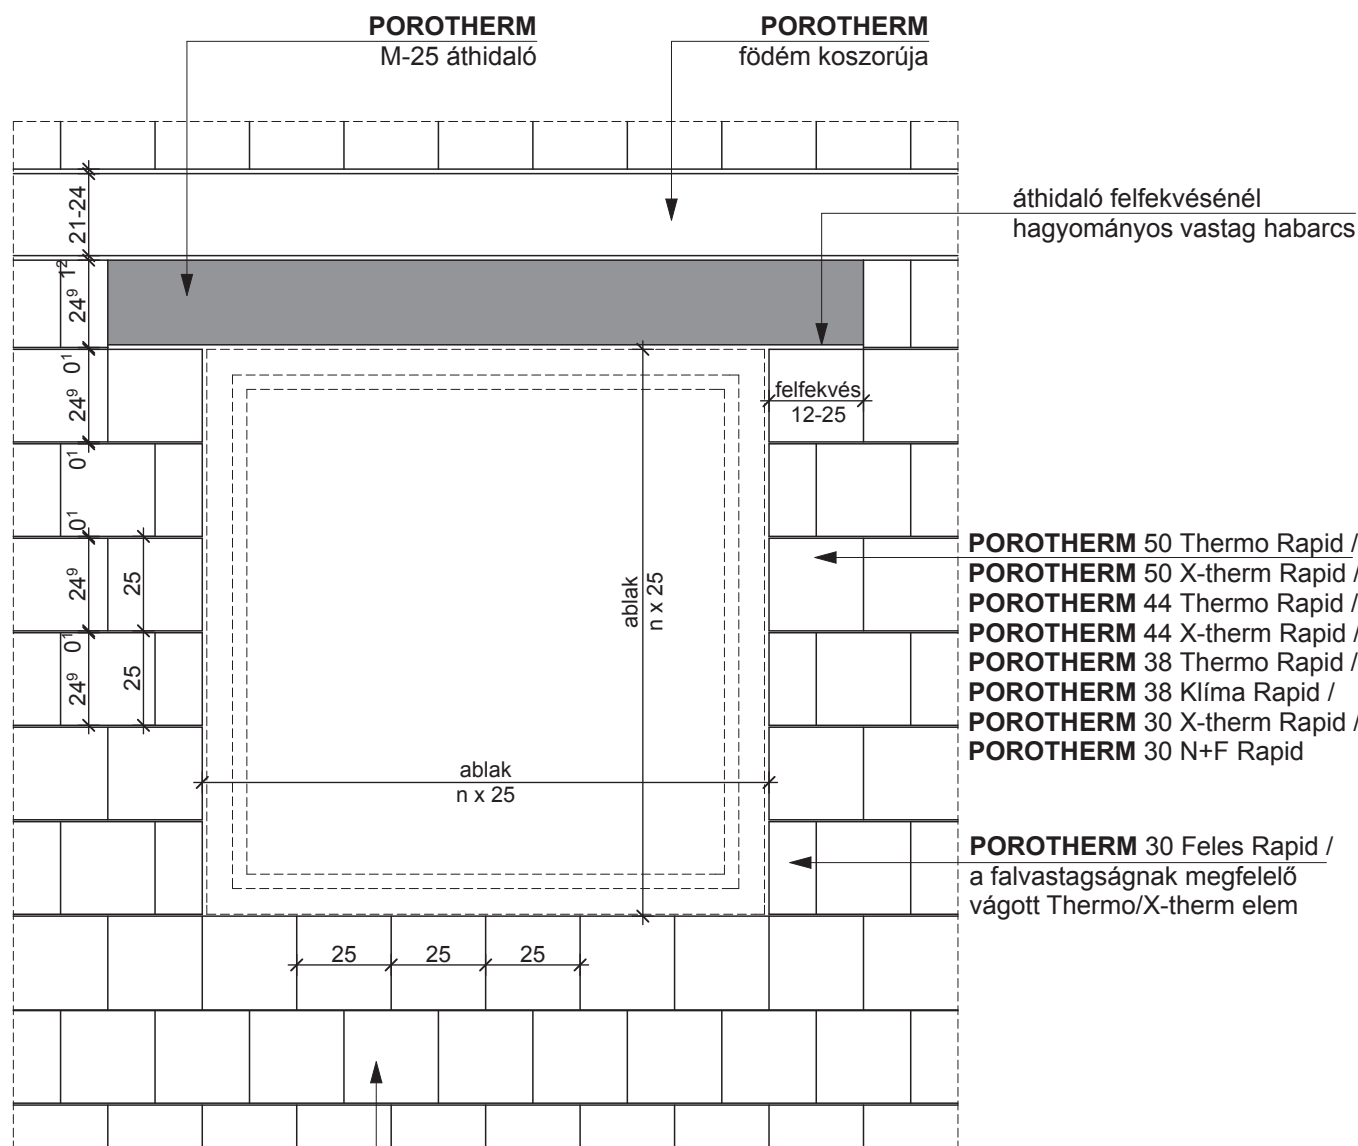 POROTHERM
M-25 áthidaló
POROTHERM
födém koszorúja
áthidaló felfekvésénél
hagyományos vastag habarcs
21-24
1²
24⁹
0¹
24⁹
0¹
0¹
24⁹
25
0¹
24⁹
25
felfekvés
12-25
ablak
n x 25
ablak
n x 25
POROTHERM 50 Thermo Rapid /
POROTHERM 50 X-therm Rapid /
POROTHERM 44 Thermo Rapid /
POROTHERM 44 X-therm Rapid /
POROTHERM 38 Thermo Rapid /
POROTHERM 38 Klíma Rapid /
POROTHERM 30 X-therm Rapid /
POROTHERM 30 N+F Rapid
POROTHERM 30 Feles Rapid /
a falvastagságnak megfelelő
vágott Thermo/X-therm elem
25
25
25